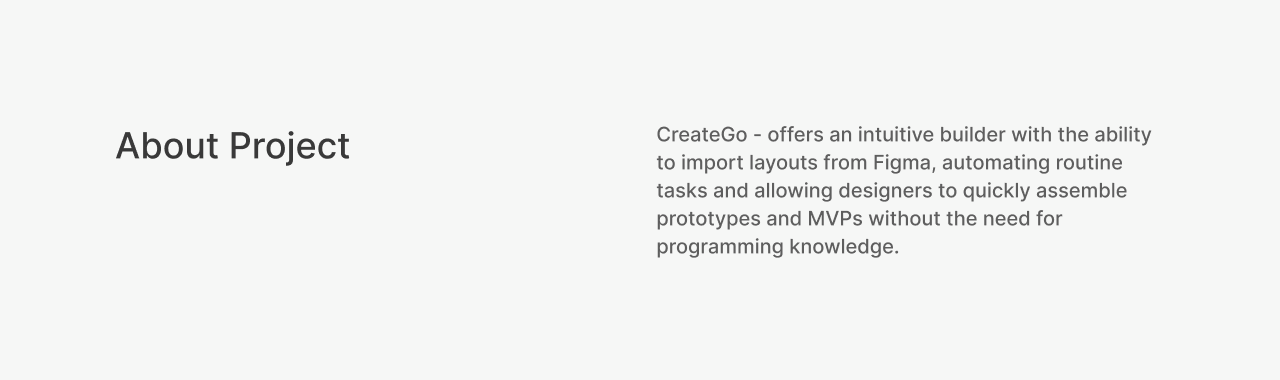 About Project
CreateGo - offers an intuitive builder with the ability
to import layouts from Figma, automating routine
tasks and allowing designers to quickly assemble
prototypes and MVPs without the need for
programming knowledge.